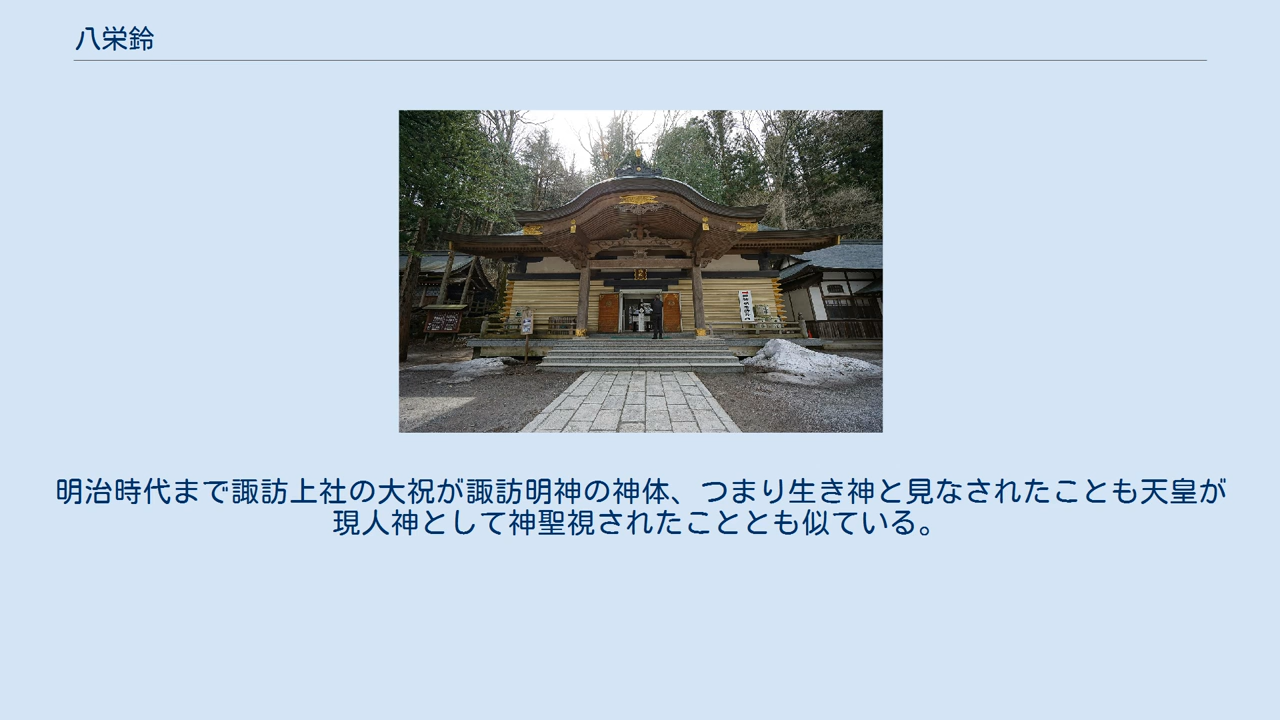 八栄鈴
明治時代まで諏訪上社の大祝が諏訪明神の神体、つまり生き神と見なされたことも天皇が
現人神として神聖視されたこととも似ている。